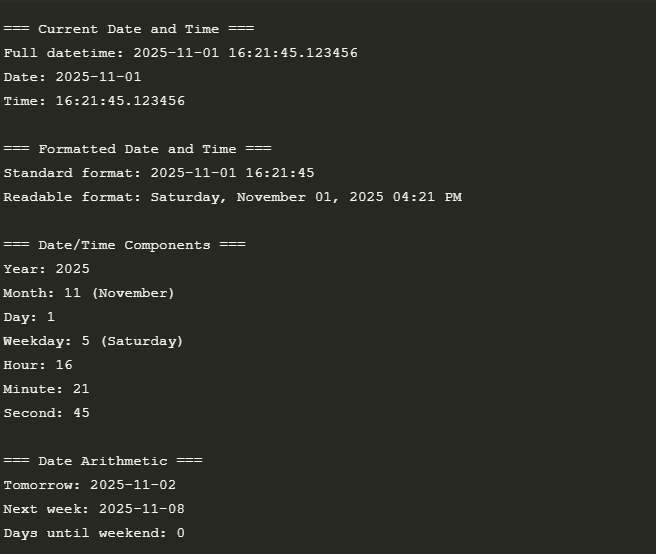 === Current Date and Time ===
Full datetime: 2025-11-01 16:21:45.123456
Date: 2025-11-01
Time: 16:21:45.123456
=== Formatted Date and Time ===
Standard format: 2025-11-01 16:21:45
Readable format: Saturday, November 01, 2025 04:21 PM
=== Date/Time Components ===
Year: 2025
Month: 11 (November)
Day: 1
Weekday: 5 (Saturday)
Hour: 16
Minute: 21
Second: 45
=== Date Arithmetic ===
Tomorrow: 2025-11-02
Next week: 2025-11-08
Days until weekend: 0